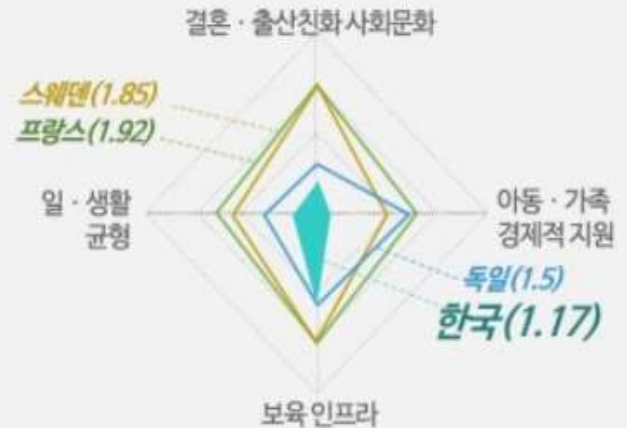 결혼 · 출산친화 사회문화
스웨덴(1.85)
프랑스(1.92)
일 · 생활
균형
아동 · 가족
경제적 지원
독일(1.5)
한국(1.17)
보육 인프라